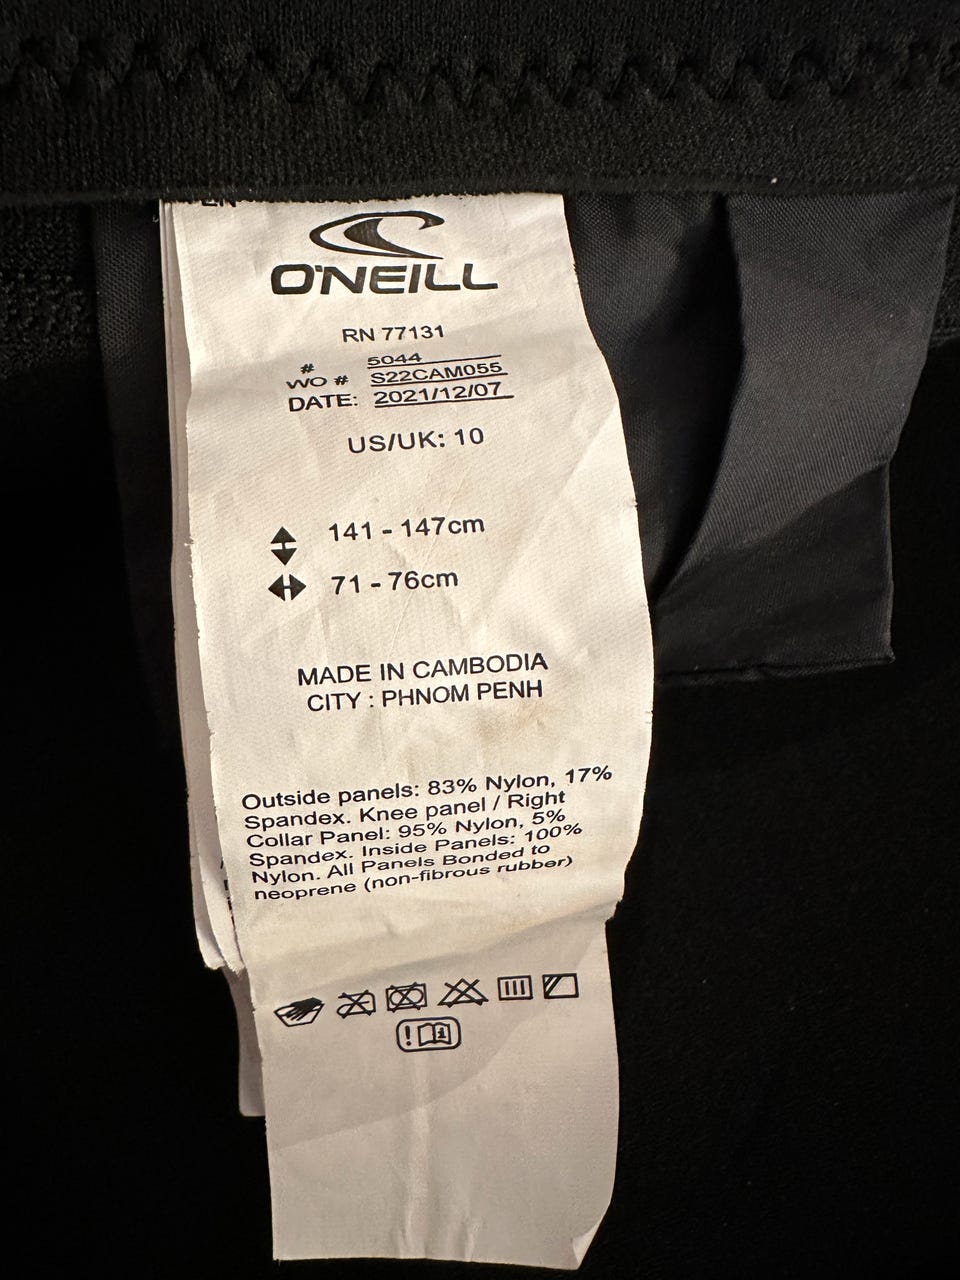 O'NEILL
RN 77131
# 5044
WO # S22CAM055
DATE: 2021/12/07
US/UK: 10
141 - 147cm
71 - 76cm
MADE IN CAMBODIA
CITY : PHNOM PENH
Outside panels: 83% Nylon, 17%
Spandex. Knee panel / Right
Collar Panel: 95% Nylon, 5%
Spandex. Inside Panels: 100%
Nylon. All Panels Bonded to
neoprene (non-fibrous rubber)